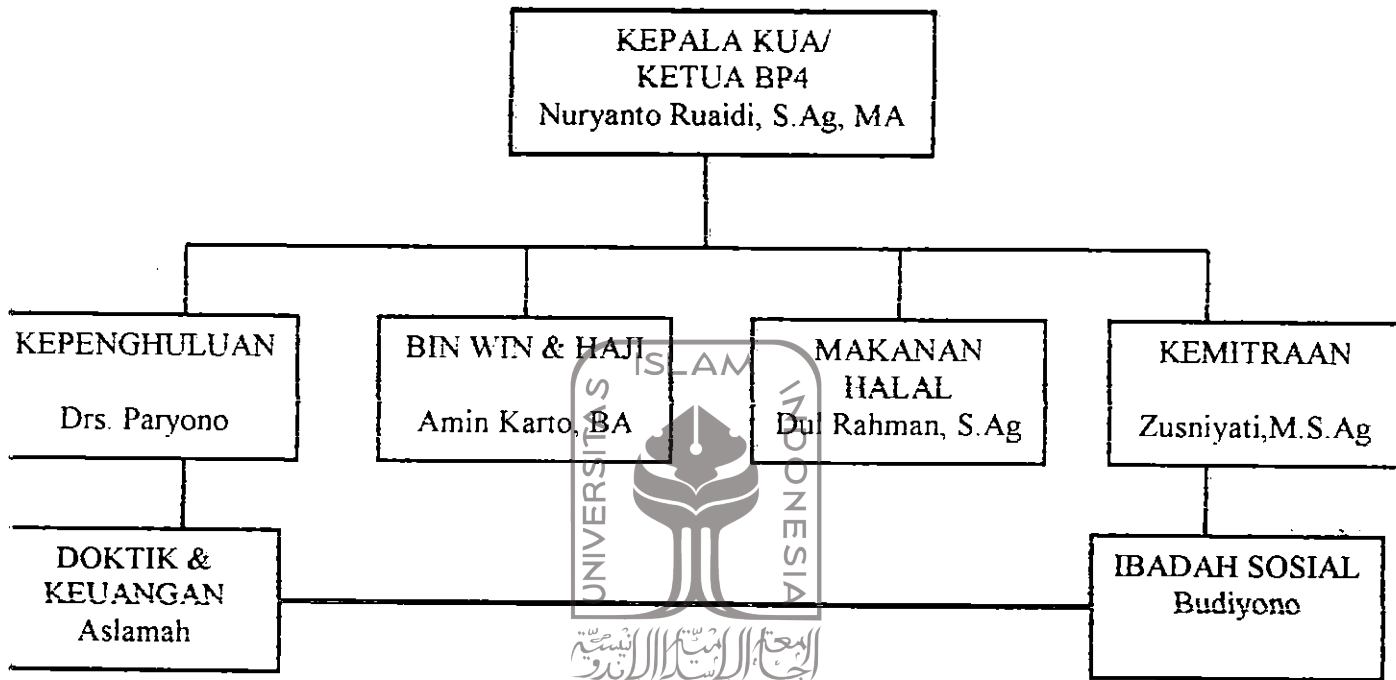 KEPALA KUA/
KETUA BP4
Nuryanto Ruaidi, S.Ag, MA
KEPENGHULUAN
Drs. Paryono
BIN WIN & HAJI
Amin Karto, BA
MAKANAN
HALAL
Dul Rahman, S.Ag
KEMITRAAN
Zusniyati,M.S.Ag
DOKTIK &
KEUANGAN
Aslamah
IBADAH SOSIAL
Budiyono
UNIVERSITAS
ISLAM
INDONESIA